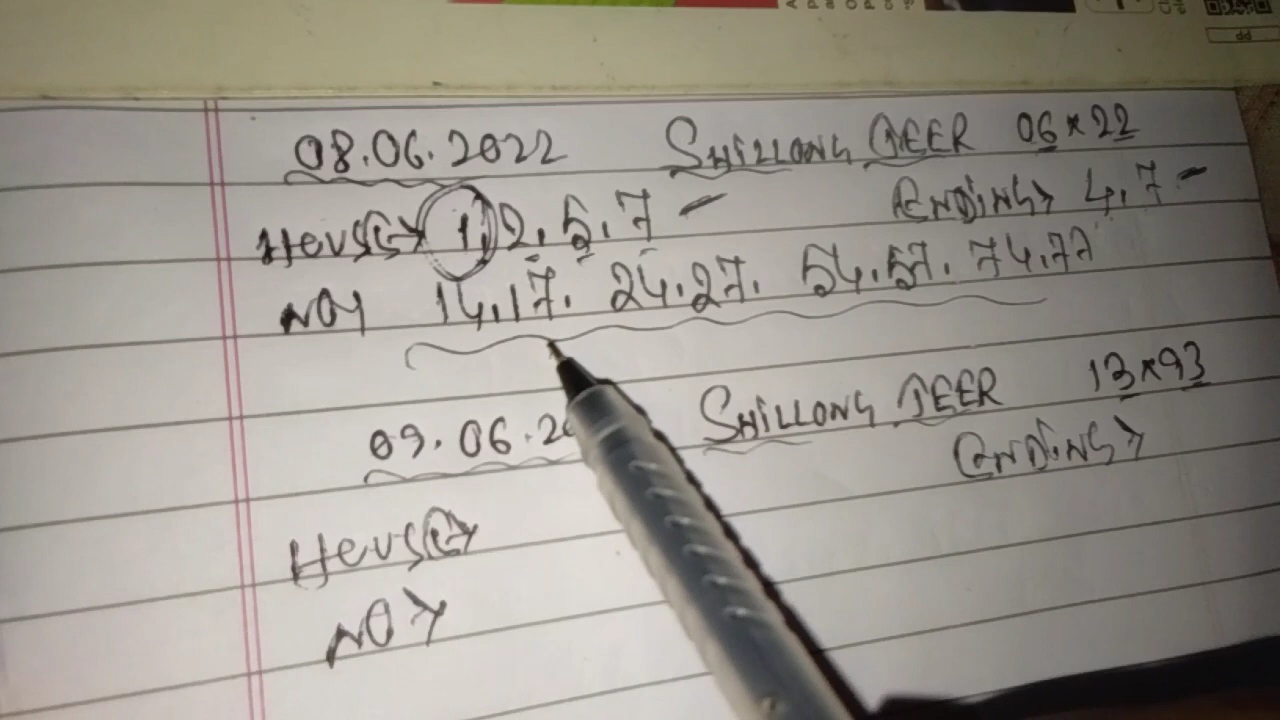 08.06.2022 SHILLONG TEER 06×22
HOUSE> 1,2,5,7- ENDING> 4,7-
NO> 14,17. 24,27. 54,57. 74,77
09.06.20 SHILLONG TEER 13×93
ENDING>
HOUSE>
NO>